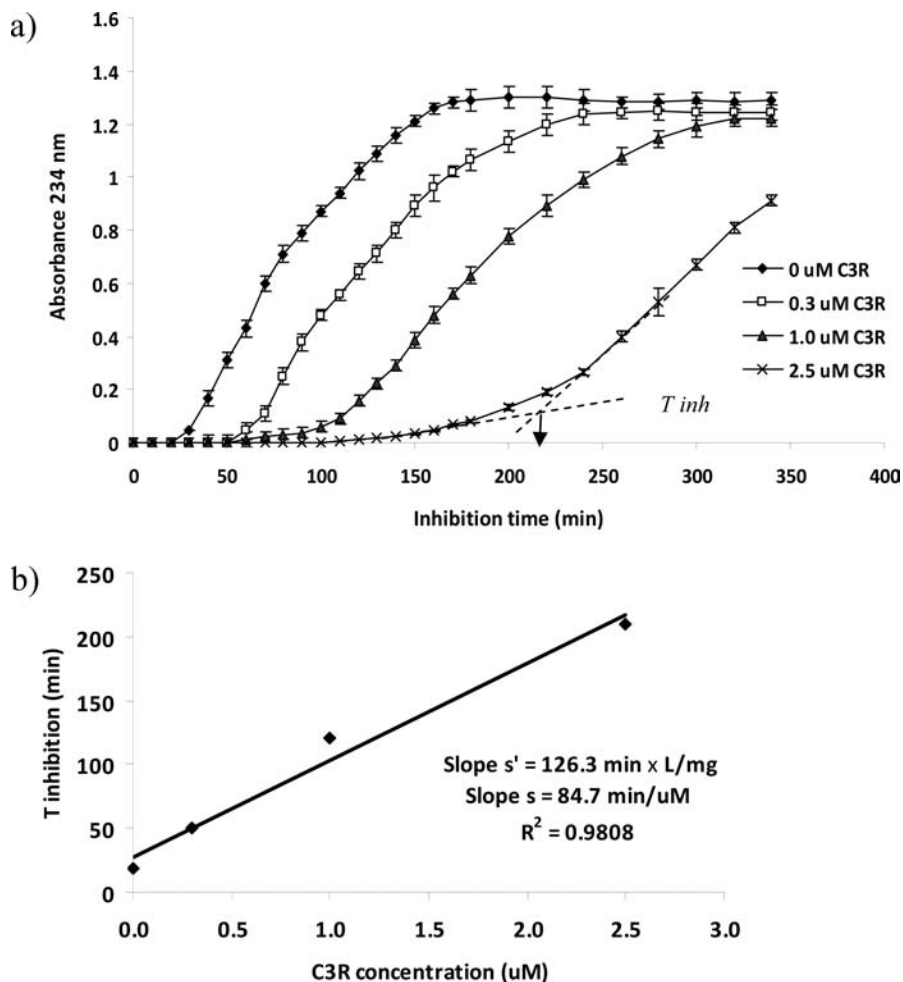 a)
1.6
1.4
1.2
1
0.8
0.6
0.4
0.2
0
Absorbance 234 nm
0 uM C3R
0.3 uM C3R
1.0 uM C3R
2.5 uM C3R
T inh
0 50 100 150 200 250 300 350 400
Inhibition time (min)
b)
250
200
150
100
50
0
T inhibition (min)
Slope s' = 126.3 min x L/mg
Slope s = 84.7 min/uM
R² = 0.9808
0.0 0.5 1.0 1.5 2.0 2.5 3.0
C3R concentration (uM)